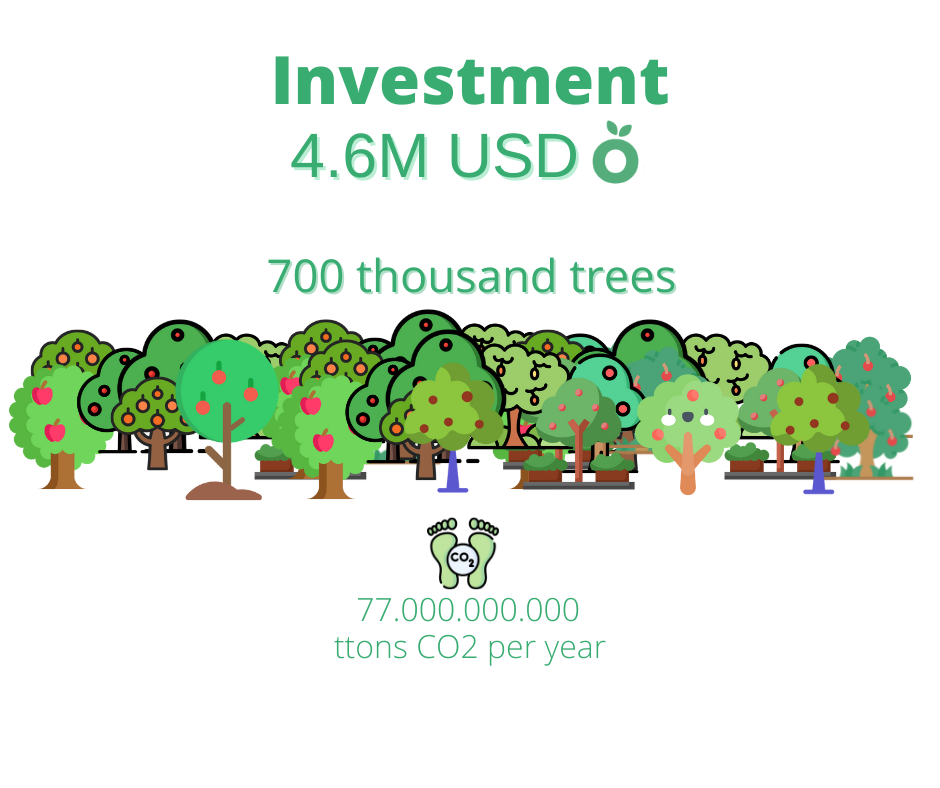 Investment
4.6M USD
700 thousand trees
CO2
77.000.000.000
ttons CO2 per year